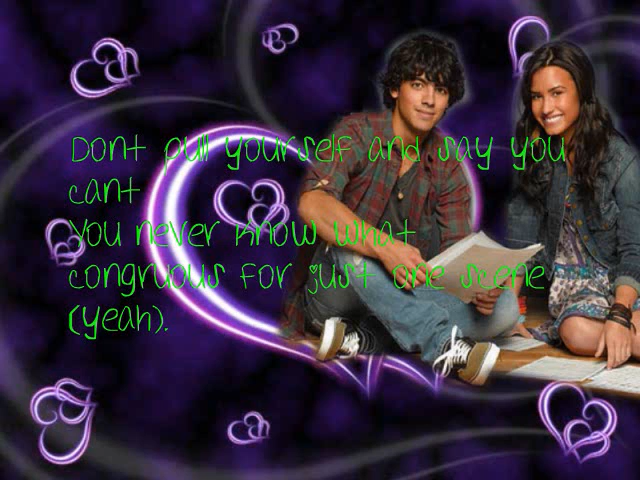 Dont pull yourself and say you
cant
You never know what
congruous for just one scene
(yeah).